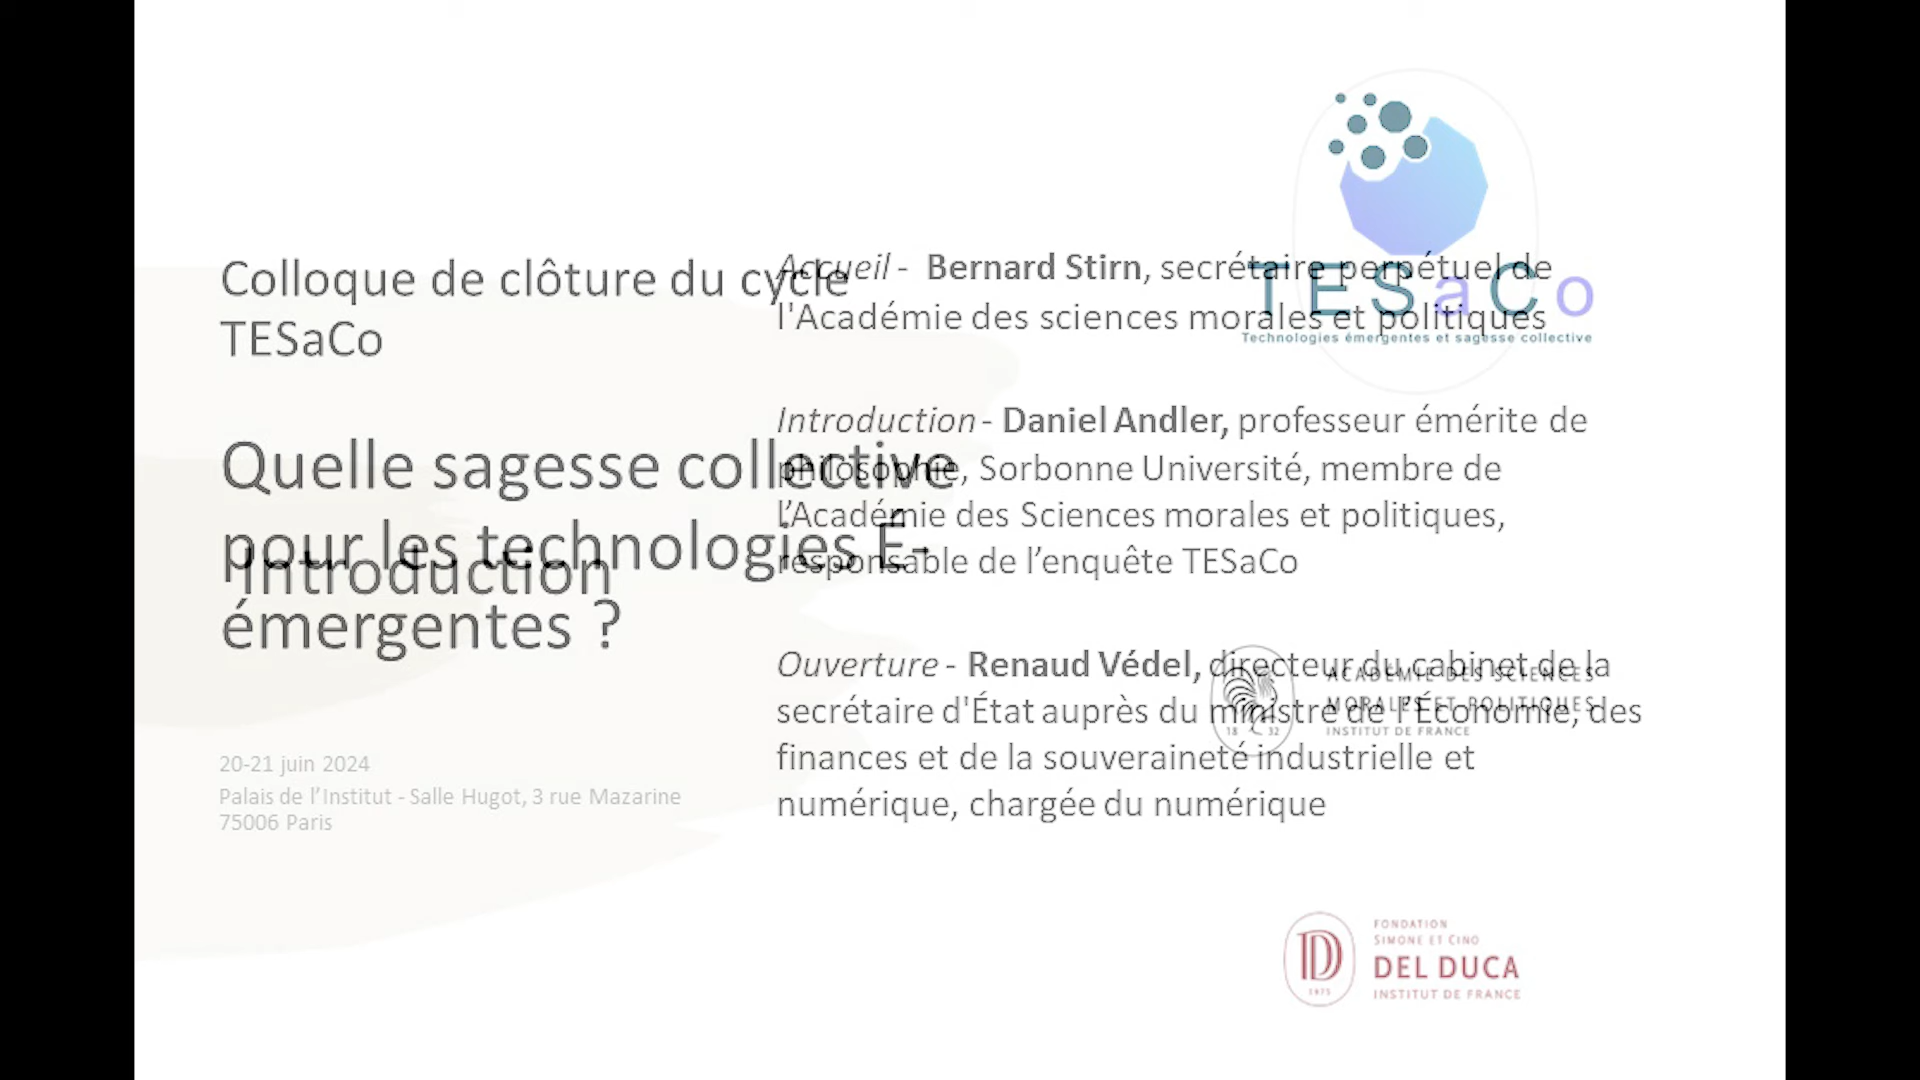 Colloque de clôture du cycle
TESaCo
Quelle sagesse collective
pour les technologies É-
émergentes ?
20-21 juin 2024
Palais de l’Institut - Salle Hugot, 3 rue Mazarine
75006 Paris
Introduction
Accueil - Bernard Stirn, secrétaire perpétuel de
l'Académie des sciences morales et politiques
Introduction - Daniel Andler, professeur émérite de
philosophie, Sorbonne Université, membre de
L’Académie des Sciences morales et politiques,
responsable de l’enquête TESaCo
Ouverture - Renaud Védel, directeur du cabinet de la
secrétaire d'État auprès du ministre de l'Économie, des
finances et de la souveraineté industrielle et
numérique, chargée du numérique
TESaCo
Technologies émergentes et sagesse collective
18 32
ACADÉMIE DES SCIENCES
MORALES ET POLITIQUES
INSTITUT DE FRANCE
D
1975
FONDATION
SIMONE ET CINO
DEL DUCA
INSTITUT DE FRANCE